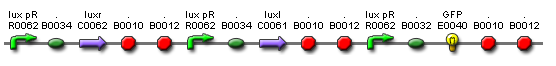 lux pR . luxr . . lux pR . luxI . . lux pR . GFP . .
R0062 B0034 C0062 B0010 B0012 R0062 B0034 C0061 B0010 B0012 R0062 B0032 E0040 B0010 B0012